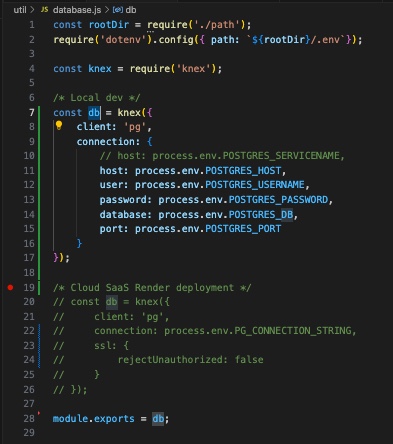 util > JS database.js > db
1 const rootDir = require('./path');
2 require('dotenv').config({ path: `${rootDir}/.env`});
3
4 const knex = require('knex');
5
6 /* Local dev */
7 const db = knex({
8 client: 'pg',
9 connection: {
10 // host: process.env.POSTGRES_SERVICENAME,
11 host: process.env.POSTGRES_HOST,
12 user: process.env.POSTGRES_USERNAME,
13 password: process.env.POSTGRES_PASSWORD,
14 database: process.env.POSTGRES_DB,
15 port: process.env.POSTGRES_PORT
16 }
17 });
18
19 /* Cloud SaaS Render deployment */
20 // const db = knex({
21 // client: 'pg',
22 // connection: process.env.PG_CONNECTION_STRING,
23 // ssl: {
24 // rejectUnauthorized: false
25 // }
26 // });
27
28 module.exports = db;
29